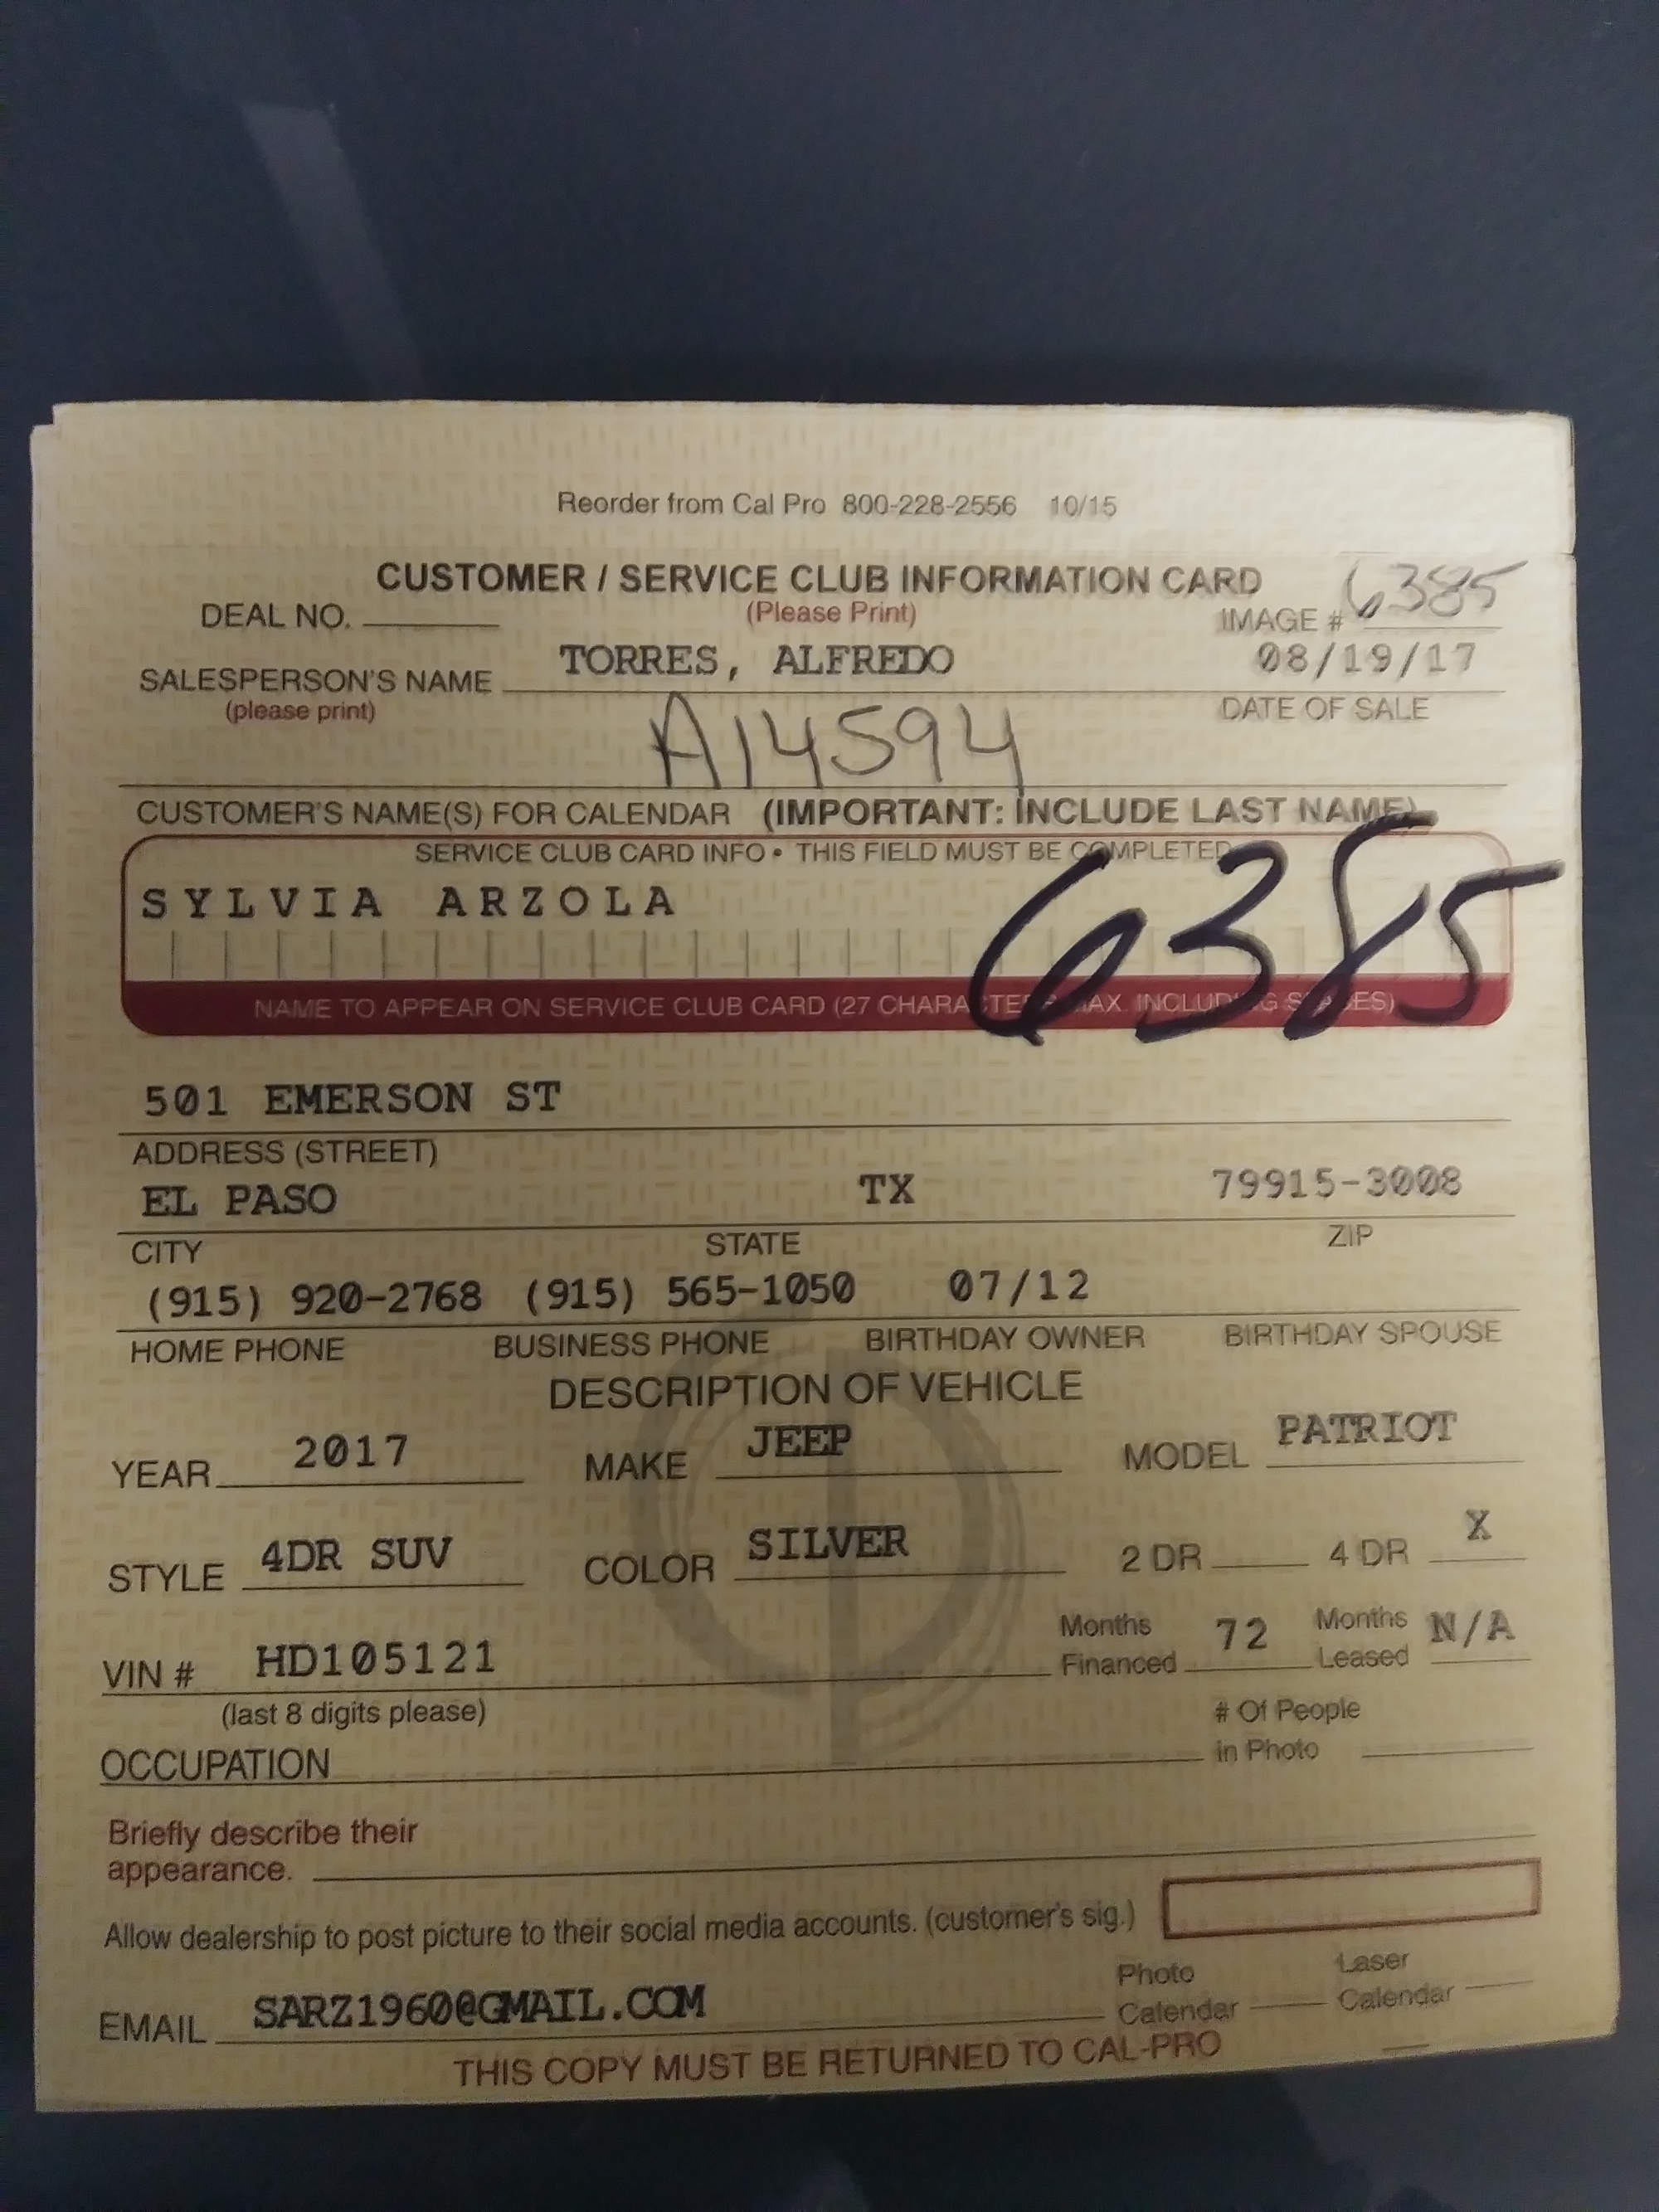 Reorder from Cal Pro 800-228-2556 10/15
CUSTOMER / SERVICE CLUB INFORMATION CARD
DEAL NO. (Please Print) IMAGE # 6385
SALESPERSON'S NAME TORRES, ALFREDO 08/19/17
(please print) DATE OF SALE
A14594
CUSTOMER'S NAME(S) FOR CALENDAR (IMPORTANT: INCLUDE LAST NAME)
SERVICE CLUB CARD INFO • THIS FIELD MUST BE COMPLETED
SYLVIA ARZOLA 6385
NAME TO APPEAR ON SERVICE CLUB CARD (27 CHARACTERS MAX. INCLUDING SPACES)
501 EMERSON ST
ADDRESS (STREET)
EL PASO TX 79915-3008
CITY STATE ZIP
(915) 920-2768 (915) 565-1050 07/12
HOME PHONE BUSINESS PHONE BIRTHDAY OWNER BIRTHDAY SPOUSE
DESCRIPTION OF VEHICLE
YEAR 2017 MAKE JEEP MODEL PATRIOT
STYLE 4DR SUV COLOR SILVER 2 DR 4 DR X
VIN # HD105121 Months Financed 72 Months Leased N/A
(last 8 digits please) # Of People
OCCUPATION in Photo
Briefly describe their
appearance.
Allow dealership to post picture to their social media accounts. (customer's sig.)
EMAIL SARZ1960@GMAIL.COM Photo Calendar Laser Calendar
THIS COPY MUST BE RETURNED TO CAL-PRO